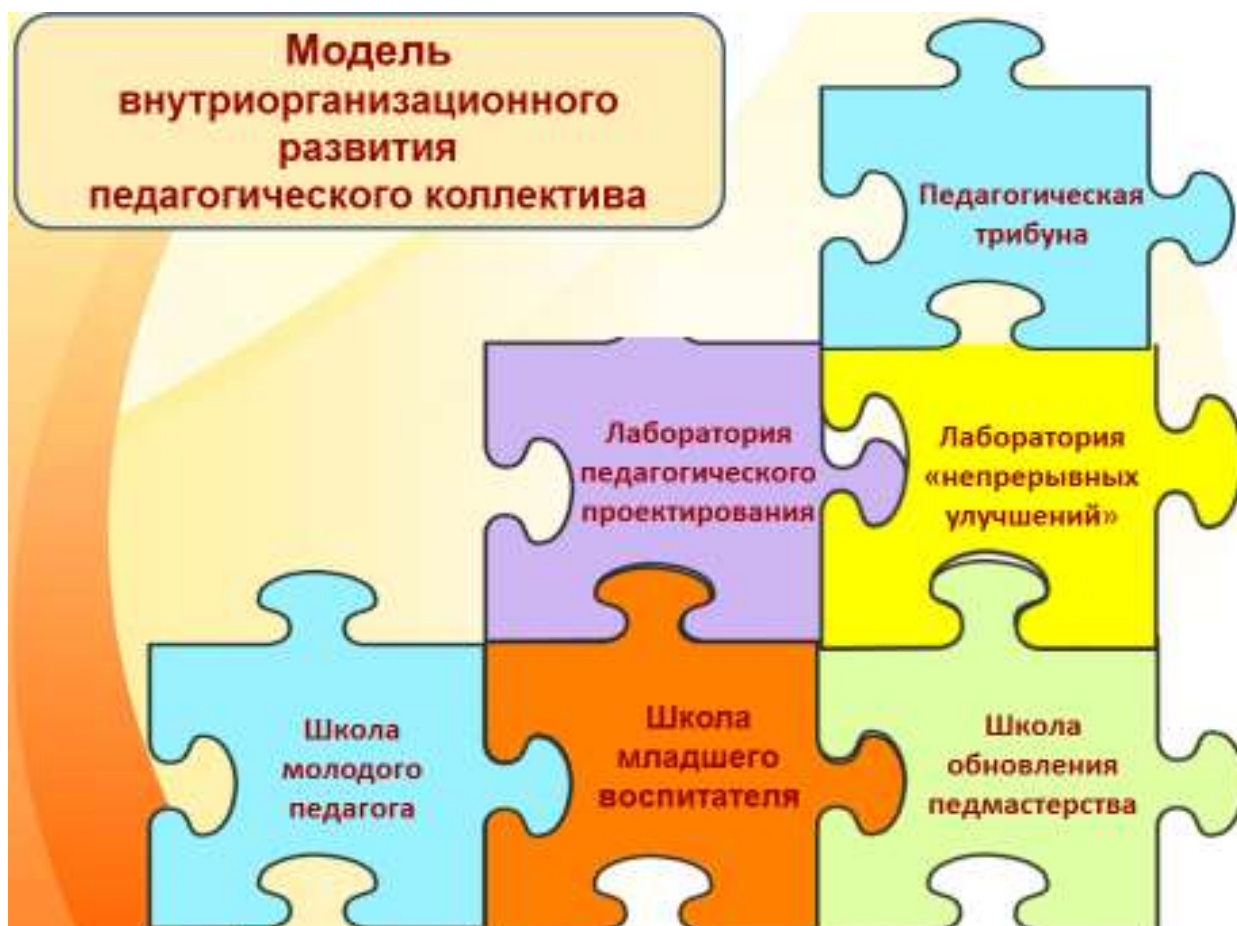 Модель
внутриорганизационного
развития
педагогического коллектива
Педагогическая
трибуна
Лаборатория
педагогического
проектирования
Лаборатория
«непрерывных
улучшений»
Школа
молодого
педагога
Школа
младшего
воспитателя
Школа
обновления
педмастерства